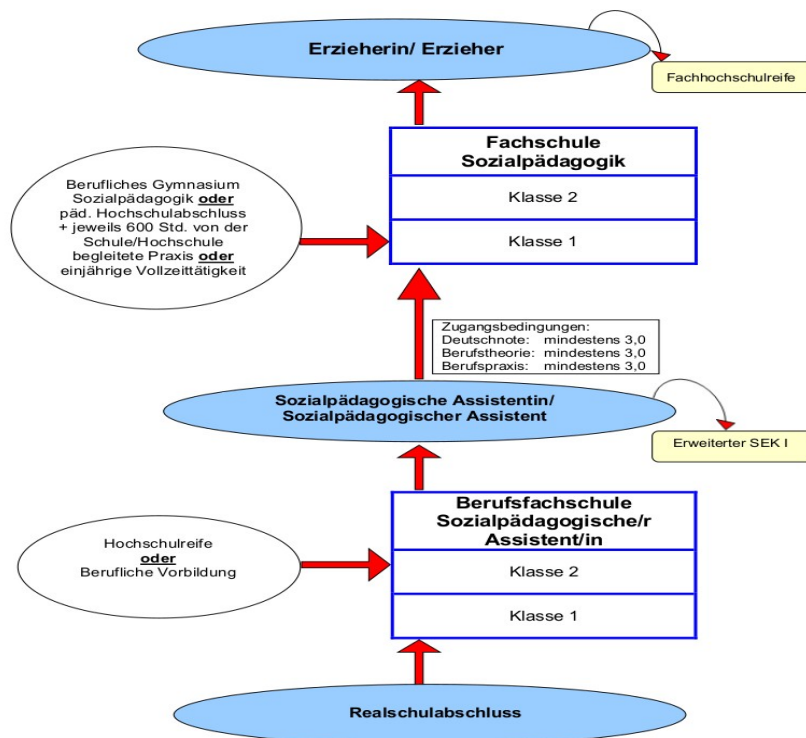 Erzieherin/ Erzieher
Fachhochschulreife
Fachschule
Sozialpädagogik
Klasse 2
Klasse 1
Berufliches Gymnasium
Sozialpädagogik oder
päd. Hochschulabschluss
+ jeweils 600 Std. von der
Schule/Hochschule
begleitete Praxis oder
einjährige Vollzeittätigkeit
Zugangsbedingungen:
Deutschnote: mindestens 3,0
Berufstheorie: mindestens 3,0
Berufspraxis: mindestens 3,0
Sozialpädagogische Assistentin/
Sozialpädagogischer Assistent
Erweiterter SEK I
Berufsfachschule
Sozialpädagogische/r
Assistent/in
Klasse 2
Klasse 1
Hochschulreife
oder
Berufliche Vorbildung
Realschulabschluss